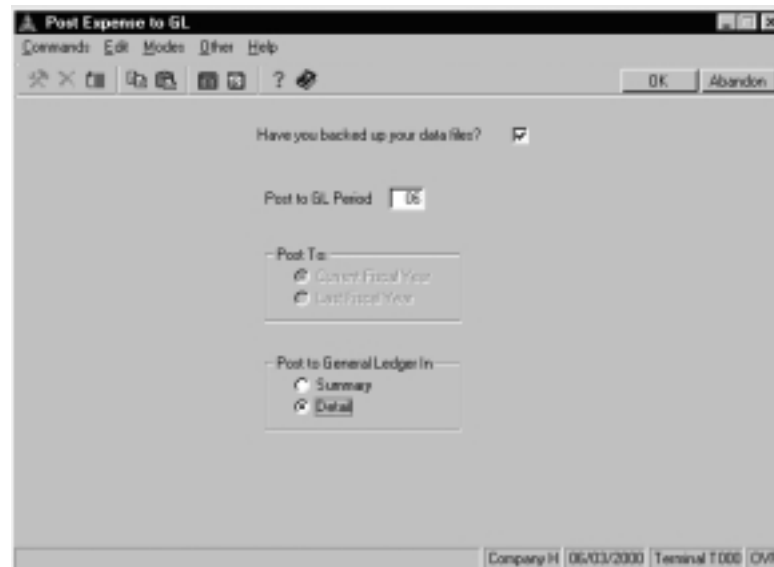 Post Expense to GL
Commands Edit Modes Other Help
OK Abandon
Have you backed up your data files?
Post to GL Period 06
Post To:
Current Fiscal Year
Last Fiscal Year
Post to General Ledger In
Summary
Detail
Company H 06/03/2000 Terminal T000 OVR